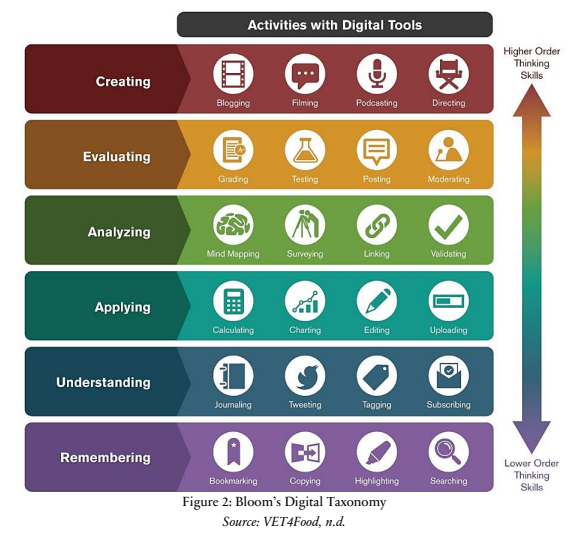 Activities with Digital Tools
Higher Order
Thinking
Skills
Creating
Blogging Filming Podcasting Directing
Evaluating
A+
Grading Testing Posting Moderating
Analyzing
Mind Mapping Surveying Linking Validating
Applying
Calculating Charting Editing Uploading
Understanding
Journaling Tweeting Tagging Subscribing
Remembering
Bookmarking Copying Highlighting Searching
Lower Order
Thinking
Skills
Figure 2: Bloom's Digital Taxonomy
Source: VET4Food, n.d.